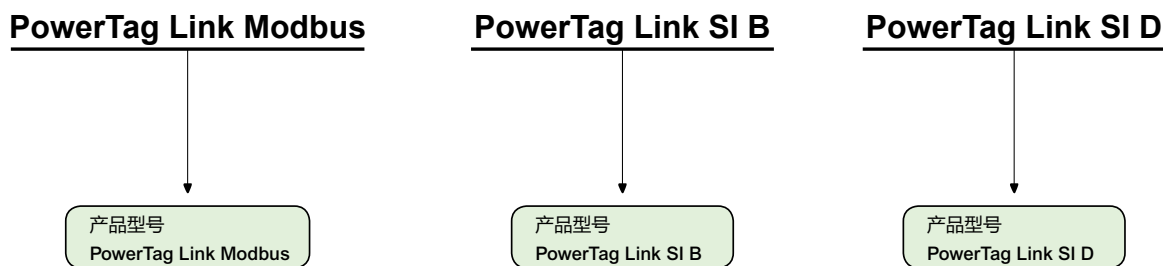 PowerTag Link Modbus
PowerTag Link SI B
PowerTag Link SI D
产品型号
PowerTag Link Modbus
产品型号
PowerTag Link SI B
产品型号
PowerTag Link SI D